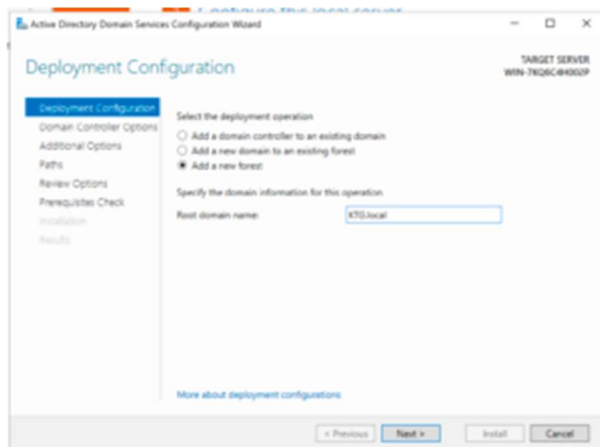 Active Directory Domain Services Configuration Wizard
Deployment Configuration
TARGET SERVER
Deployment Configuration
Domain Controller Options
Additional Options
Paths
Review Options
Prerequisites Check
Installation
Results
Select the deployment operation
Add a domain controller to an existing domain
Add a new domain to an existing forest
Add a new forest
Specify the domain information for this operation
Root domain name:
KTG.local
More about deployment configurations
< Previous
Next >
Install
Cancel